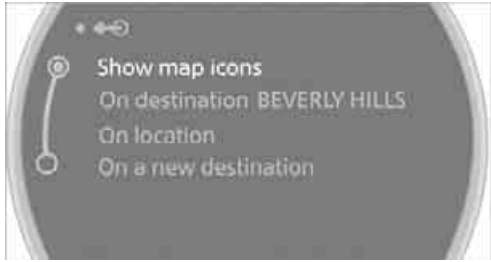 Show map icons
On destination BEVERLY HILLS
On location
On a new destination